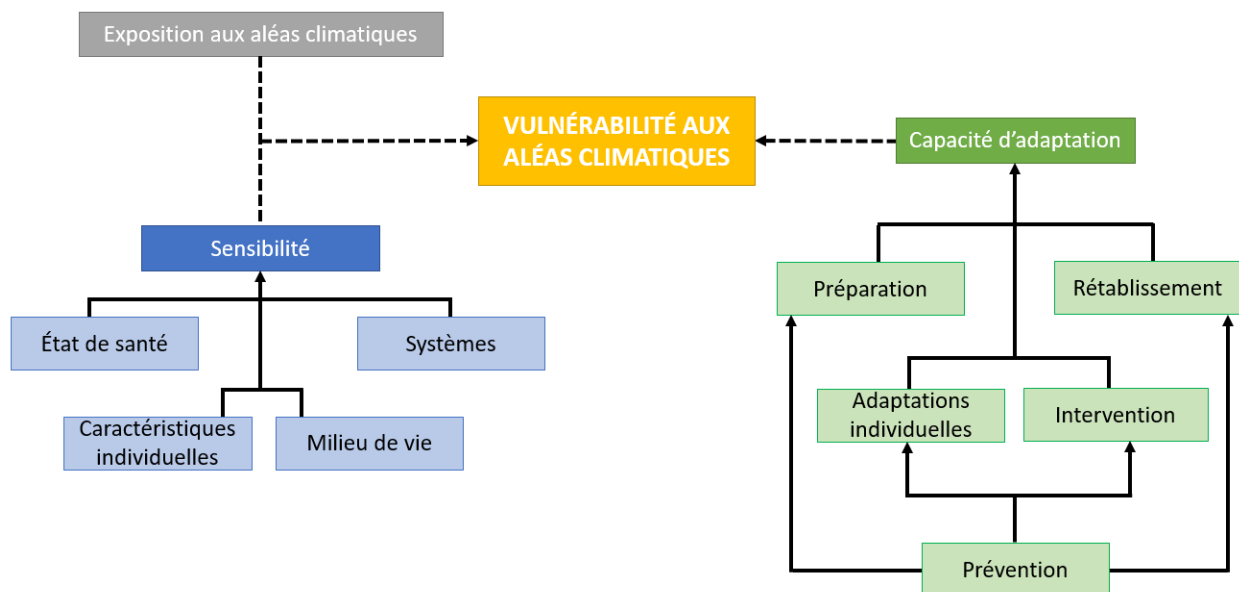 Exposition aux aléas climatiques
VULNÉRABILITÉ AUX
ALÉAS CLIMATIQUES
Capacité d’adaptation
Sensibilité
Préparation
Rétablissement
État de santé
Systèmes
Adaptations
individuelles
Intervention
Caractéristiques
individuelles
Milieu de vie
Prévention